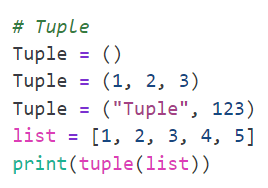 # Tuple
Tuple = ()
Tuple = (1, 2, 3)
Tuple = ("Tuple", 123)
list = [1, 2, 3, 4, 5]
print(tuple(list))